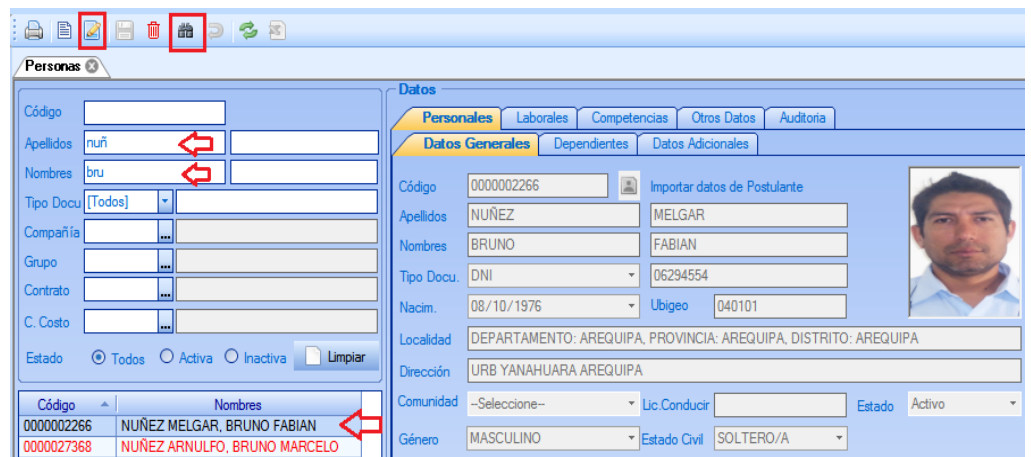 Personas
Código
Apellidos nuñ
Nombres bru
Tipo Docu [Todos]
Compañía ...
Grupo ...
Contrato ...
C. Costo ...
Estado Todos Activa Inactiva Limpiar
Código Nombres
0000002266 NUÑEZ MELGAR, BRUNO FABIAN
0000027368 NUÑEZ ARNULFO, BRUNO MARCELO
Datos
Personales Laborales Competencias Otros Datos Auditoria
Datos Generales Dependientes Datos Adicionales
Código 0000002266 Importar datos de Postulante
Apellidos NUÑEZ MELGAR
Nombres BRUNO FABIAN
Tipo Docu. DNI 06294554
Nacim. 08/10/1976 Ubigeo 040101
Localidad DEPARTAMENTO: AREQUIPA, PROVINCIA: AREQUIPA, DISTRITO: AREQUIPA
Dirección URB YANAHUARA AREQUIPA
Comunidad --Seleccione-- Lic.Conducir Estado Activo
Género MASCULINO Estado Civil SOLTERO/A